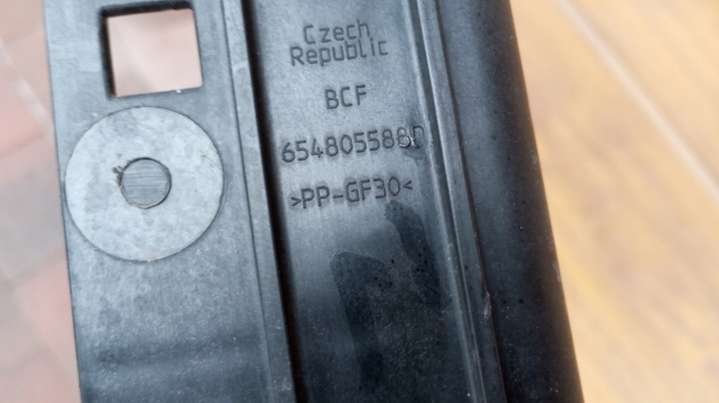 Czech
Republic
BCF
654805588D
>PP-GF30<